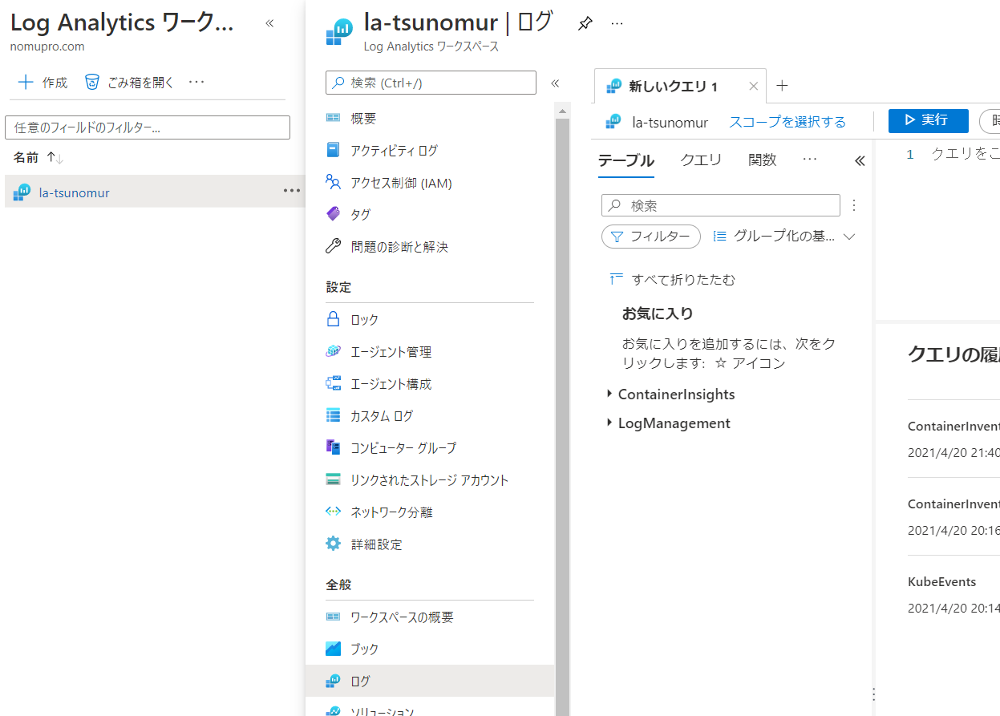 Log Analytics ワーク...
nomupro.com
作成
ごみ箱を開く
任意のフィールドのフィルター...
名前
la-tsunomur
la-tsunomur | ログ
Log Analytics ワークスペース
検索 (Ctrl+/)
概要
アクティビティ ログ
アクセス制御 (IAM)
タグ
問題の診断と解決
設定
ロック
エージェント管理
エージェント構成
カスタム ログ
コンピューター グループ
リンクされたストレージ アカウント
ネットワーク分離
詳細設定
全般
ワークスペースの概要
ブック
ログ
ソリューション
新しいクエリ 1
la-tsunomur
スコープを選択する
実行
時
テーブル
クエリ
関数
検索
フィルター
グループ化の基...
すべて折りたたむ
お気に入り
お気に入りを追加するには、次をク
リックします: ☆ アイコン
ContainerInsights
LogManagement
1 クエリをこ
クエリの履
ContainerInvent
2021/4/20 21:40
ContainerInvent
2021/4/20 20:16
KubeEvents
2021/4/20 20:14